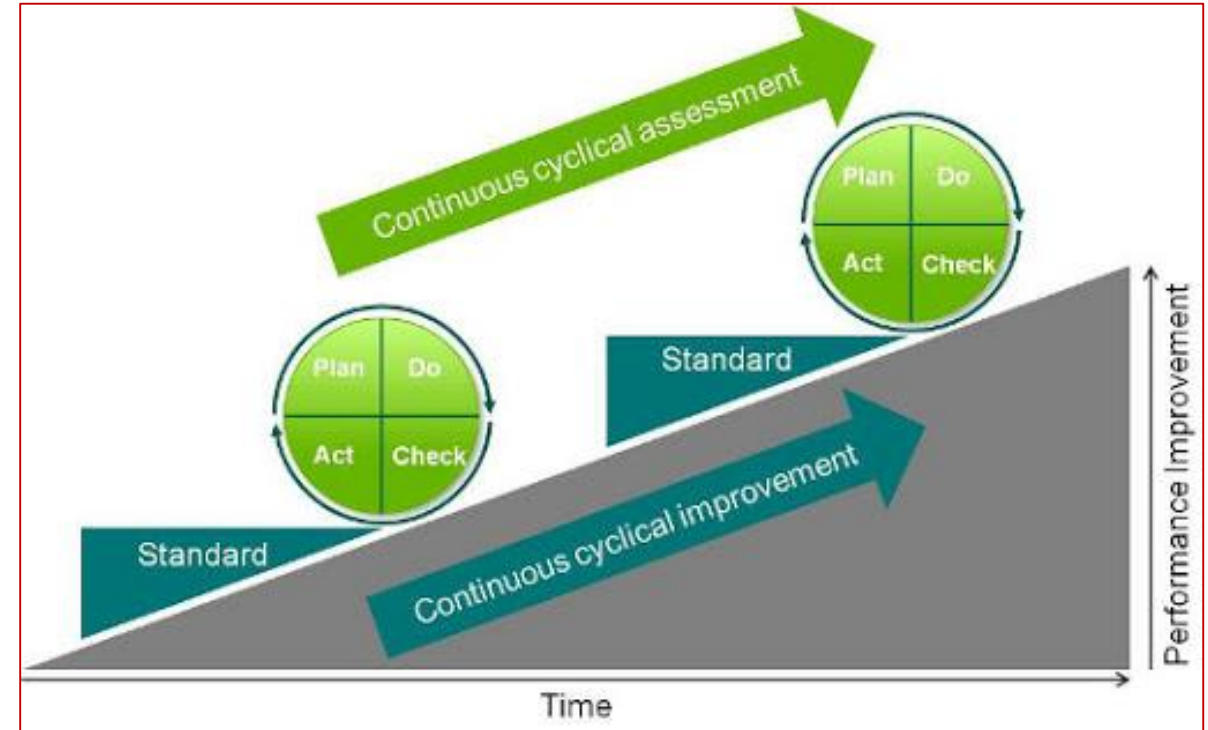 Continuous cyclical assessment
Plan Do
Act Check
Standard
Plan Do
Act Check
Standard
Continuous cyclical improvement
Performance Improvement
Time